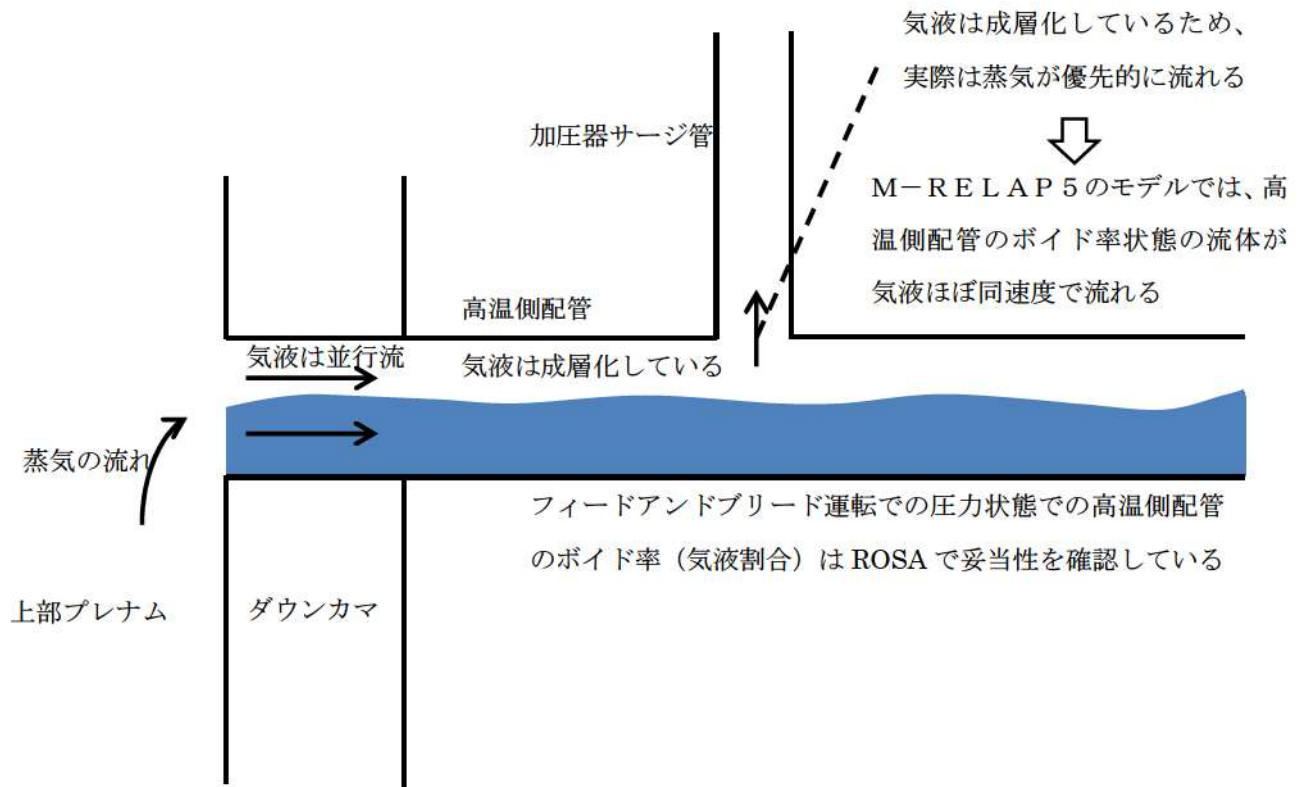 気液は成層化しているため、
実際は蒸気が優先的に流れる
加圧器サージ管
M-RELAP5のモデルでは、高
温側配管のボイド率状態の流体が
気液ほぼ同速度で流れる
高温側配管
気液は並行流
気液は成層化している
蒸気の流れ
フィードアンドブリード運転での圧力状態での高温側配管
のボイド率（気液割合）は ROSA で妥当性を確認している
上部プレナム
ダウンカマ